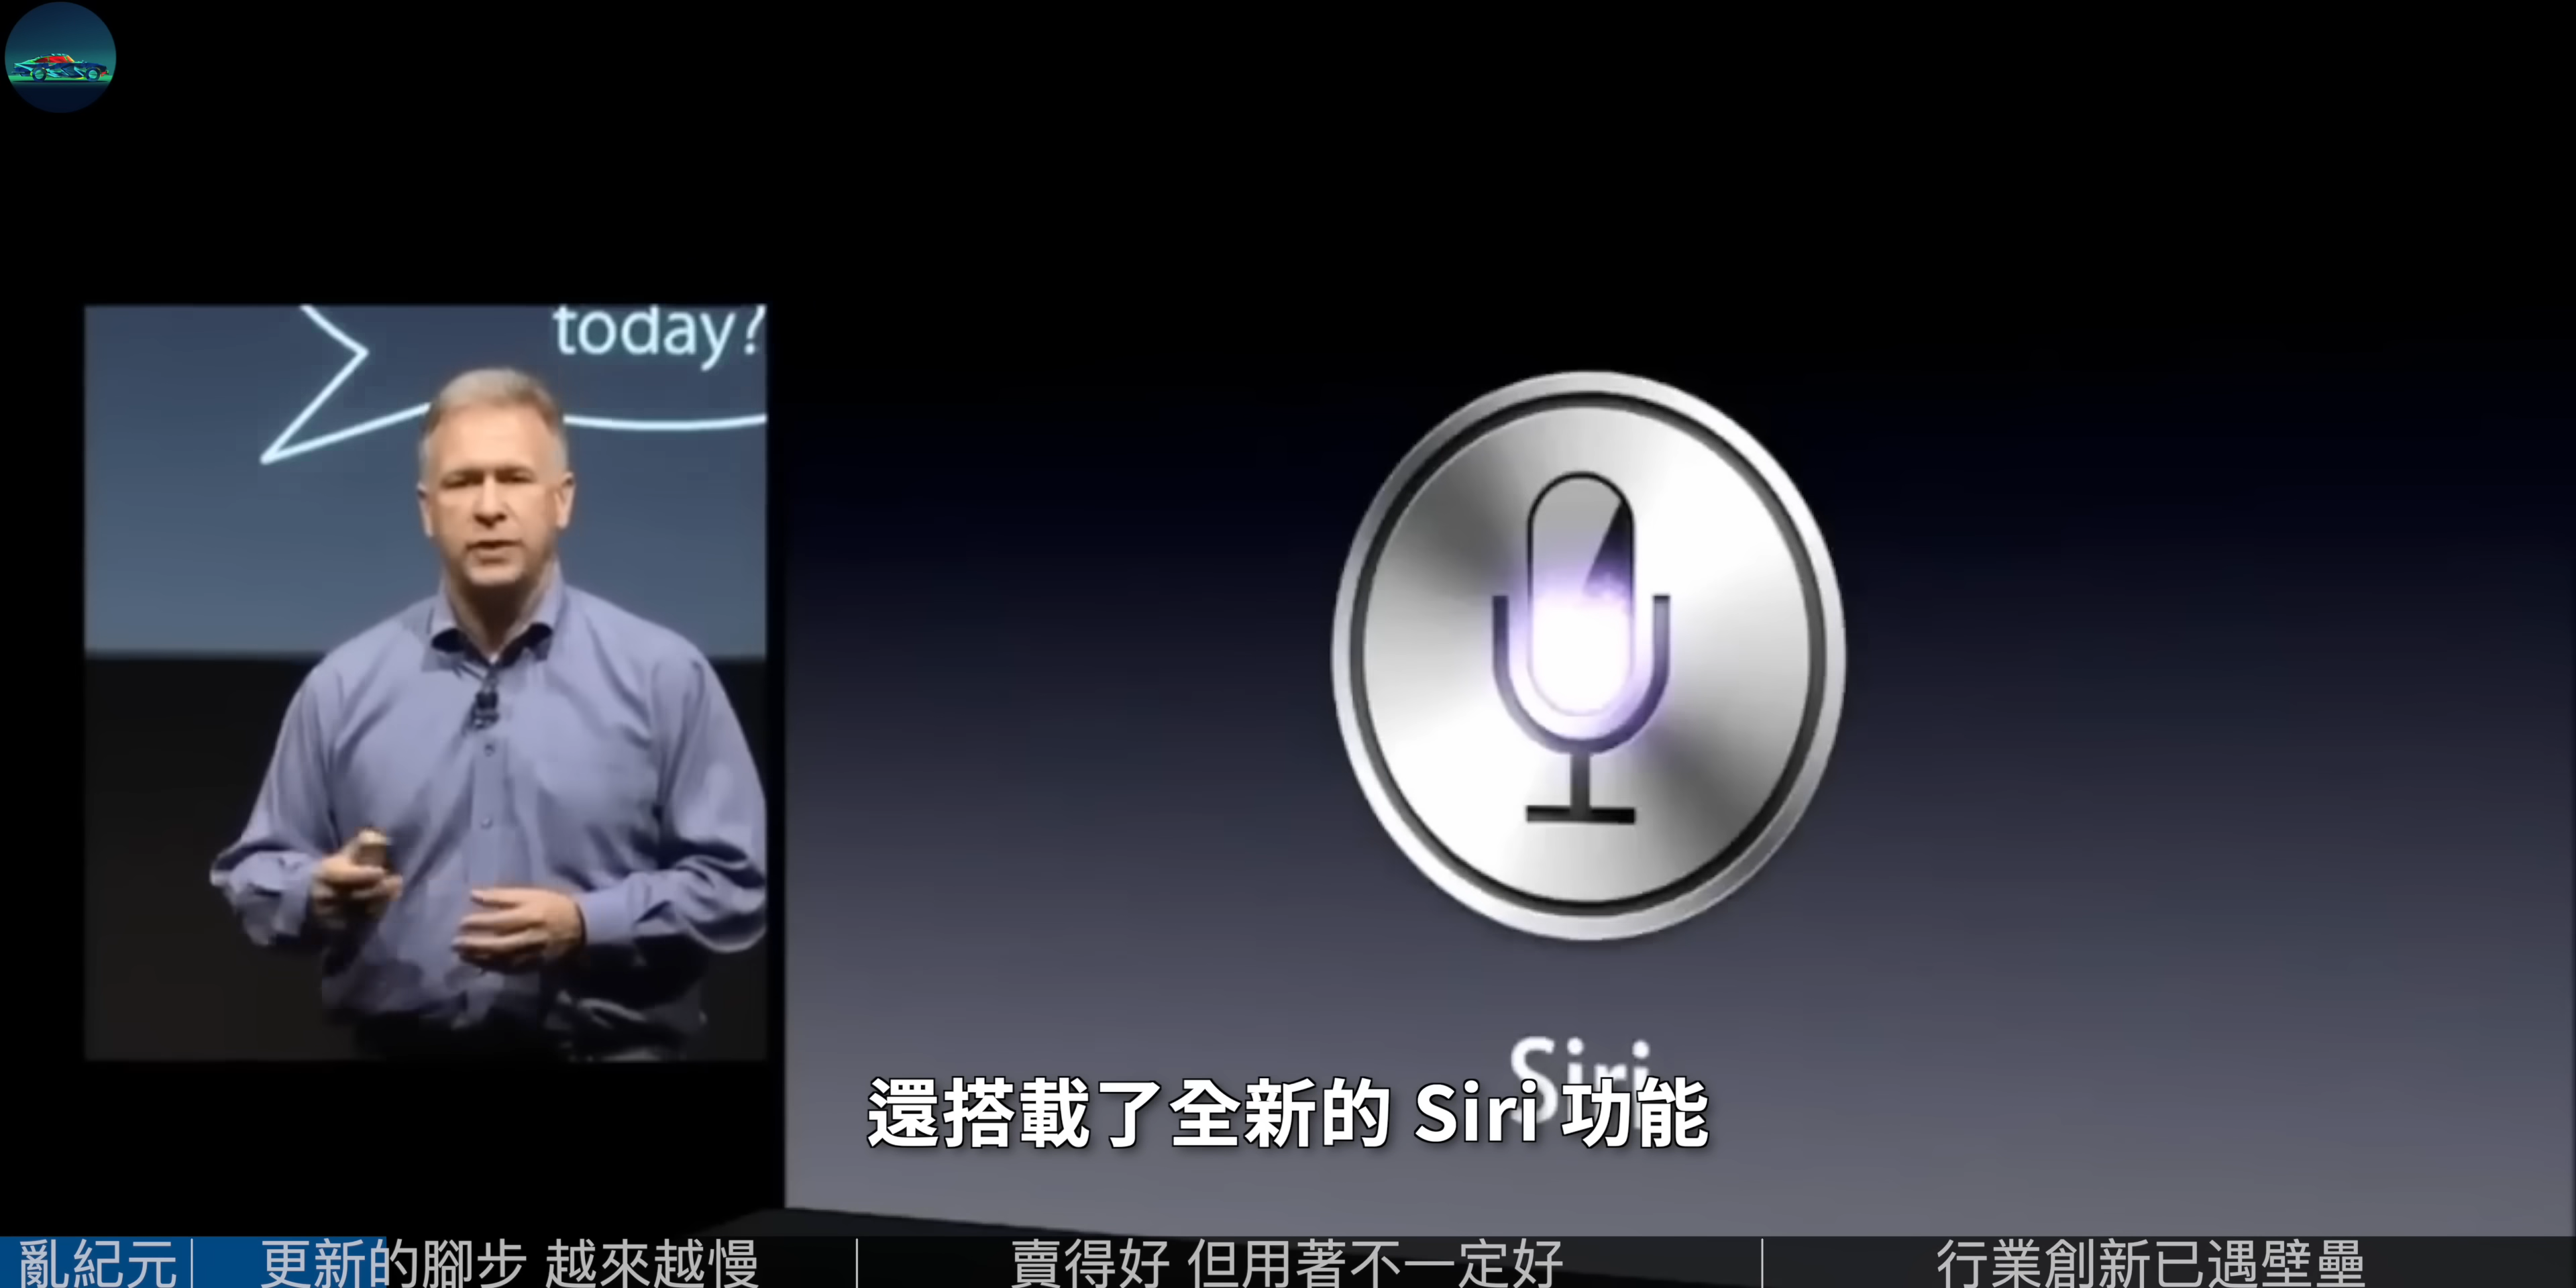 today?
Siri
還搭載了全新的 Siri 功能
亂紀元
更新的腳步 越來越慢
賣得好 但用著不一定好
行業創新已遇壁壘